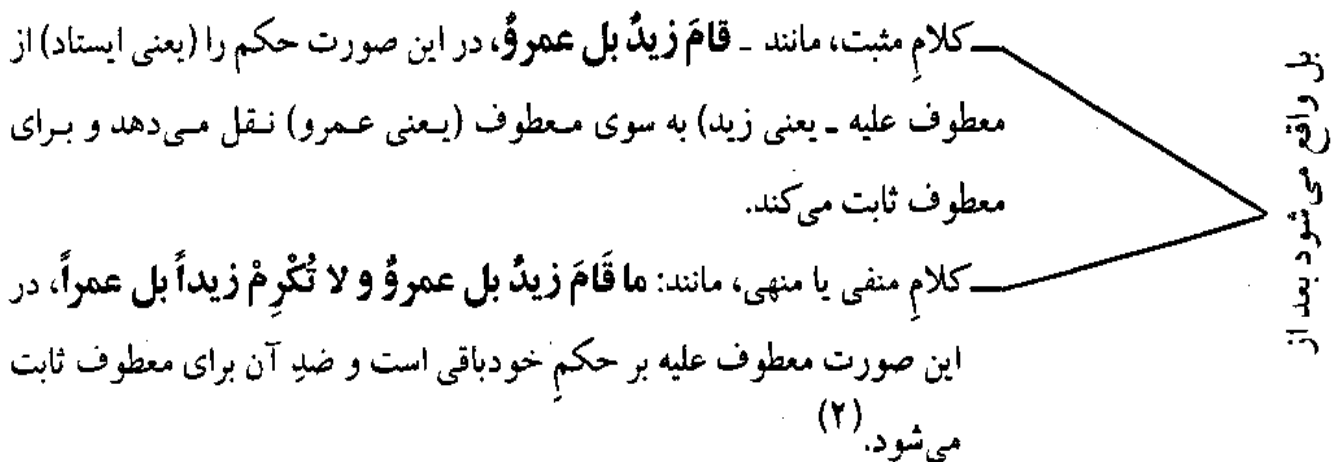 بل واقع می‌شود بعد از
ـ کلامِ مثبت، مانند ـ قامَ زیدٌ بل عمروٌ، در این صورت حکم را (یعنی ایستاد) از
معطوف علیه ـ یعنی زید) به سوی معطوف (یعنی عمرو) نقل می‌دهد و برای
معطوف ثابت می‌کند.
ـ کلامِ منفی یا منهی، مانند: ما قَامَ زیدٌ بل عمروٌ و لا تُکْرِمْ زیداً بل عمراً، در
این صورت معطوف علیه بر حکمِ خودباقی است و ضدِ آن برای معطوف ثابت
می‌شود.(۲)